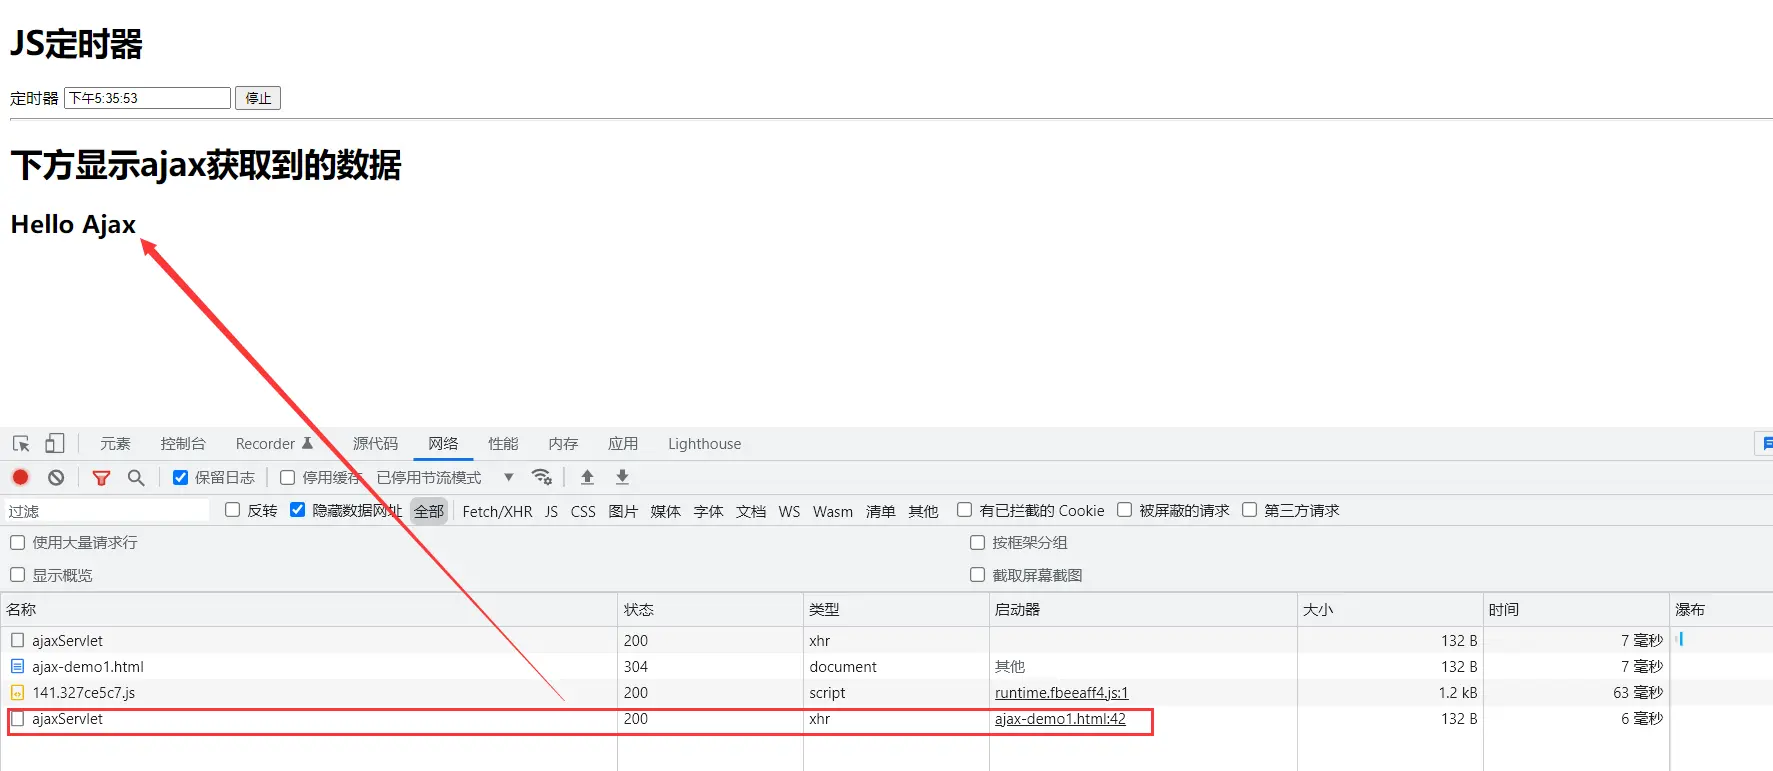 JS定时器
定时器 下午5:35:53 停止
下方显示ajax获取到的数据
Hello Ajax
元素 控制台 Recorder 源代码 网络 性能 内存 应用 Lighthouse
保留日志 停用缓存 已停用节流模式
过滤 反转 隐藏数据网址 全部 Fetch/XHR JS CSS 图片 媒体 字体 文档 WS Wasm 清单 其他 有已拦截的 Cookie 被屏蔽的请求 第三方请求
使用大量请求行 按框架分组
显示概览 截取屏幕截图
名称 状态 类型 启动器 大小 时间 瀑布
ajaxServlet 200 xhr 132 B 7 毫秒
ajax-demo1.html 304 document 其他 132 B 7 毫秒
141.327ce5c7.js 200 script runtime.fbeeaff4.js:1 1.2 kB 63 毫秒
ajaxServlet 200 xhr ajax-demo1.html:42 132 B 6 毫秒